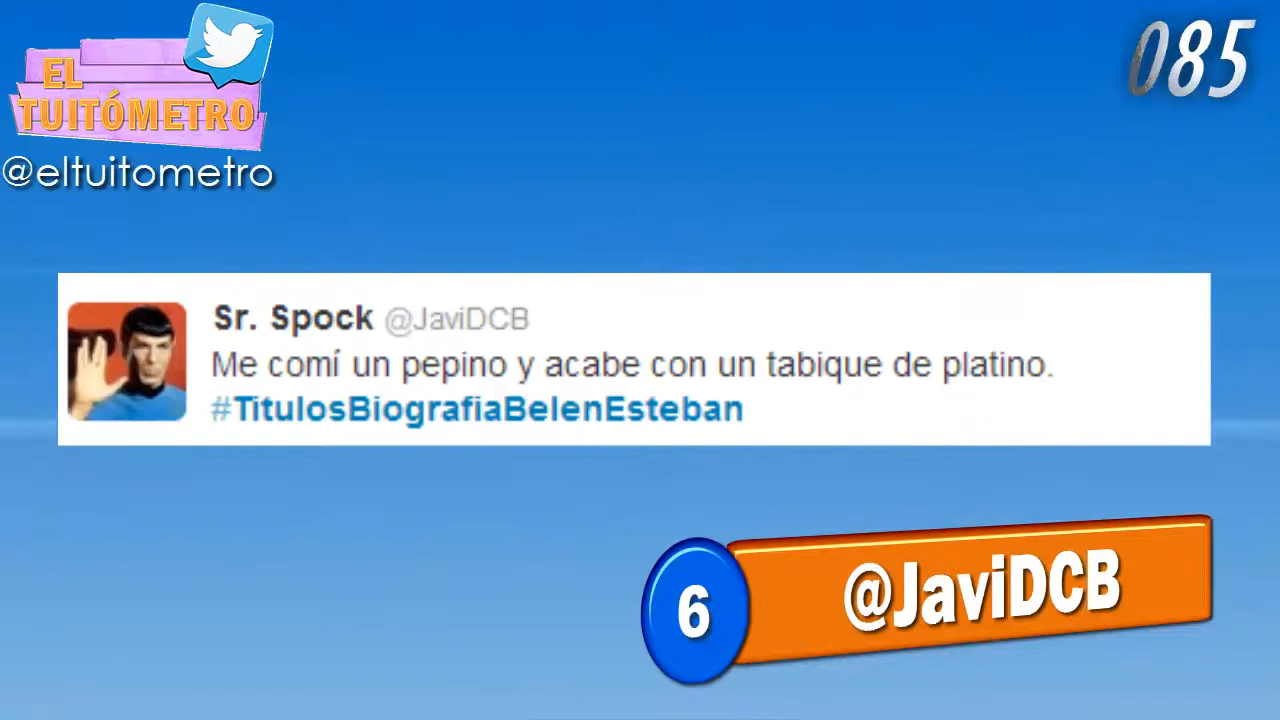 EL
TUITÓMETRO
@eltuitometro
085
Sr. Spock @JaviDCB
Me comí un pepino y acabe con un tabique de platino.
#TitulosBiografiaBelenEsteban
6
@JaviDCB